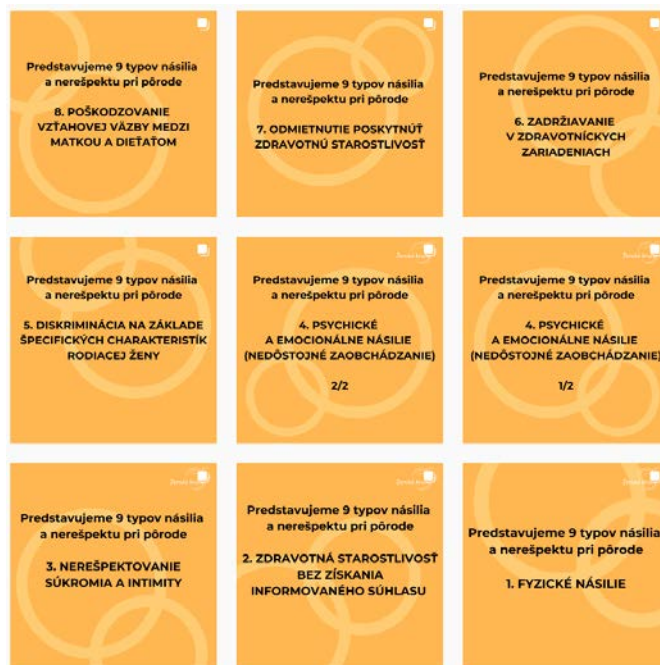 Predstavujeme 9 typov násilia
a nerešpektu pri pôrode
8. POŠKODZOVANIE
VZŤAHOVEJ VÄZBY MEDZI
MATKOU A DIEŤAŤOM
Predstavujeme 9 typov násilia
a nerešpektu pri pôrode
7. ODMIETNUTIE POSKYTNÚŤ
ZDRAVOTNÚ STAROSTLIVOSŤ
Predstavujeme 9 typov násilia
a nerešpektu pri pôrode
6. ZADRŽIAVANIE
V ZDRAVOTNÍCKYCH
ZARIADENIACH
Predstavujeme 9 typov násilia
a nerešpektu pri pôrode
5. DISKRIMINÁCIA NA ZÁKLADE
ŠPECIFICKÝCH CHARAKTERISTÍK
RODIACEJ ŽENY
Predstavujeme 9 typov násilia
a nerešpektu pri pôrode
4. PSYCHICKÉ
A EMOCIONÁLNE NÁSILIE
(NEDÔSTOJNÉ ZAOBCHÁDZANIE)
2/2
Predstavujeme 9 typov násilia
a nerešpektu pri pôrode
4. PSYCHICKÉ
A EMOCIONÁLNE NÁSILIE
(NEDÔSTOJNÉ ZAOBCHÁDZANIE)
1/2
Predstavujeme 9 typov násilia
a nerešpektu pri pôrode
3. NEREŠPEKTOVANIE
SÚKROMIA A INTIMITY
Predstavujeme 9 typov násilia
a nerešpektu pri pôrode
2. ZDRAVOTNÁ STAROSTLIVOSŤ
BEZ ZÍSKANIA
INFORMOVANÉHO SÚHLASU
Predstavujeme 9 typov násilia
a nerešpektu pri pôrode
1. FYZICKÉ NÁSILIE